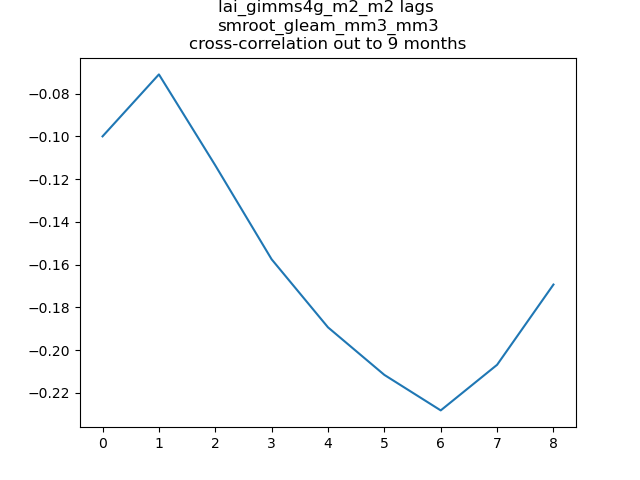 lai_gimms4g_m2_m2 lags
smroot_gleam_mm3_mm3
cross-correlation out to 9 months
−0.08
−0.10
−0.12
−0.14
−0.16
−0.18
−0.20
−0.22
0 1 2 3 4 5 6 7 8